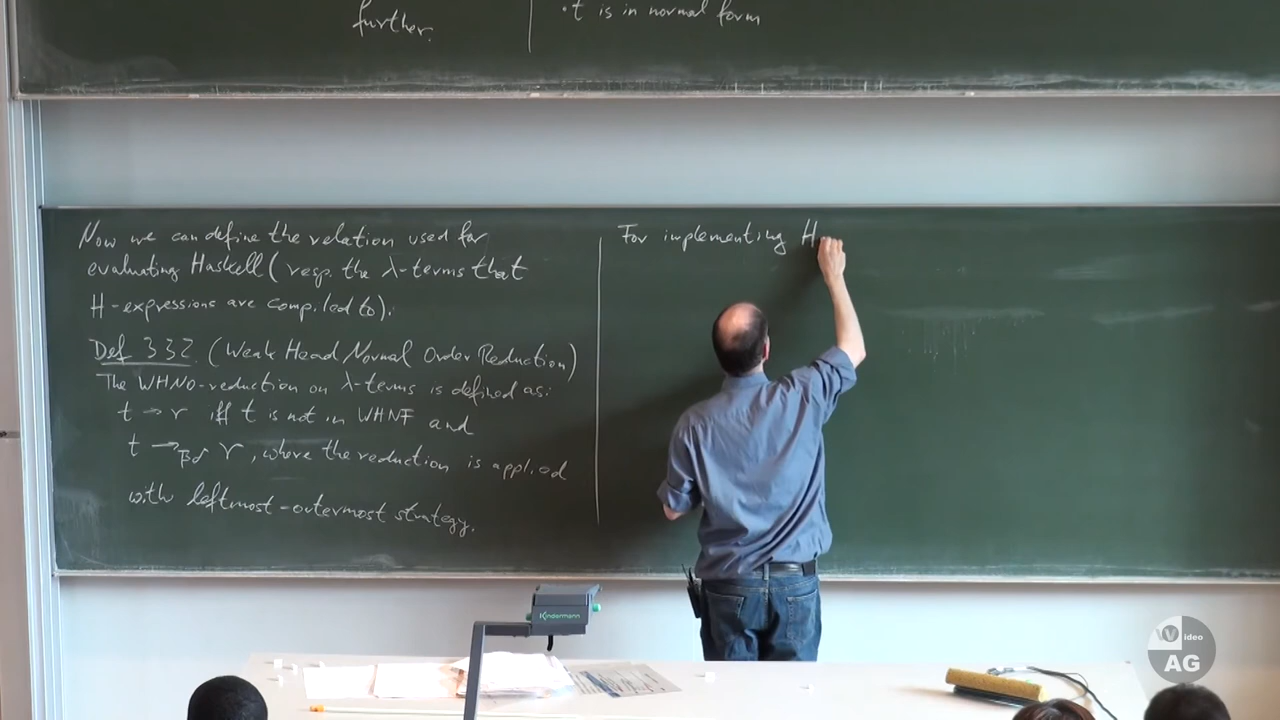 further.
• t is in normal form
Now we can define the relation used for
evaluating Haskell (resp. the λ-terms that
H-expressions are compiled to).
Def 3.3.2 (Weak Head Normal Order Reduction)
The WHNO-reduction on λ-terms is defined as:
t → r iff t is not in WHNF and
t →βδ r, where the reduction is applied
with leftmost-outermost strategy.
For implementing H
Kindermann
Video
AG